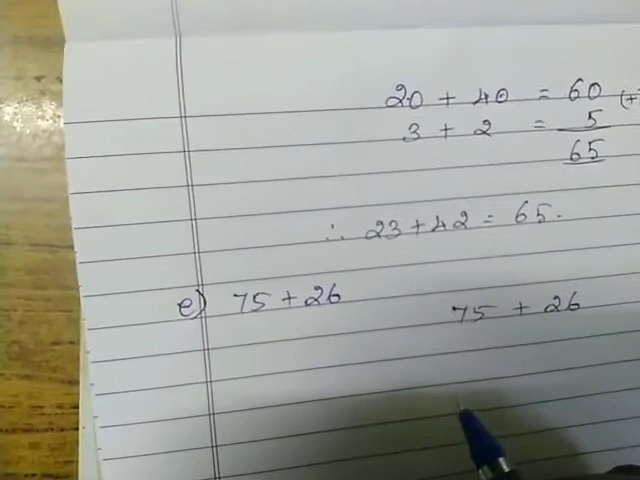 20 + 40 = 60 (+
3 + 2 = 5
65
∴ 23+42 = 65.
e) 75+26 75 + 26